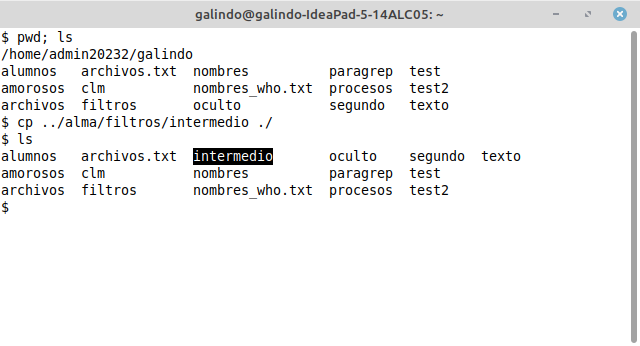 galindo@galindo-IdeaPad-5-14ALC05: ~
$ pwd; ls
/home/admin20232/galindo
alumnos   archivos.txt  nombres          paragrep  test
amorosos  clm           nombres_who.txt  procesos  test2
archivos  filtros       oculto           segundo   texto
$ cp ../alma/filtros/intermedio ./
$ ls
alumnos   archivos.txt  intermedio       oculto    segundo  texto
amorosos  clm           nombres          paragrep  test
archivos  filtros       nombres_who.txt  procesos  test2
$